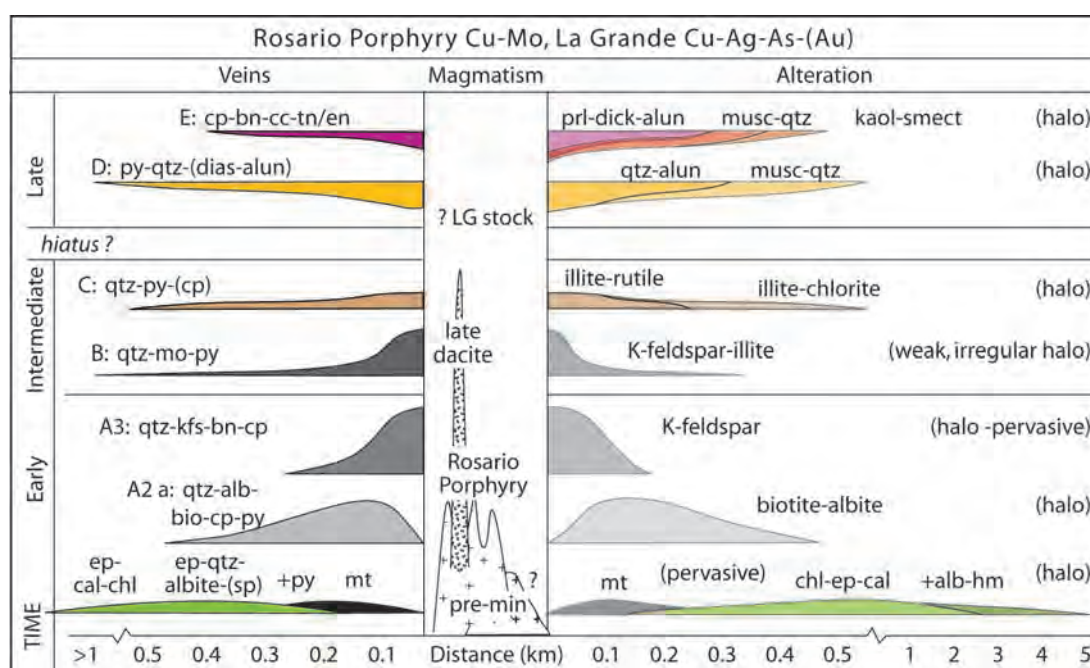 Rosario Porphyry Cu-Mo, La Grande Cu-Ag-As-(Au)
Veins Magmatism Alteration
Late
E: cp-bn-cc-tn/en prl-dick-alun musc-qtz kaol-smect (halo)
D: py-qtz-(dias-alun) qtz-alun musc-qtz (halo)
? LG stock
hiatus ?
Intermediate
C: qtz-py-(cp) illite-rutile illite-chlorite (halo)
late
dacite
B: qtz-mo-py K-feldspar-illite (weak, irregular halo)
Early
A3: qtz-kfs-bn-cp K-feldspar (halo -pervasive)
Rosario
Porphyry
A2 a: qtz-alb-
bio-cp-py biotite-albite (halo)
ep-
cal-chl
ep-qtz-
albite-(sp) +py mt
? pre-min
mt (pervasive) chl-ep-cal +alb-hm (halo)
TIME
>1 0.5 0.4 0.3 0.2 0.1 Distance (km) 0.1 0.2 0.3 0.4 0.5 1 2 3 4 5